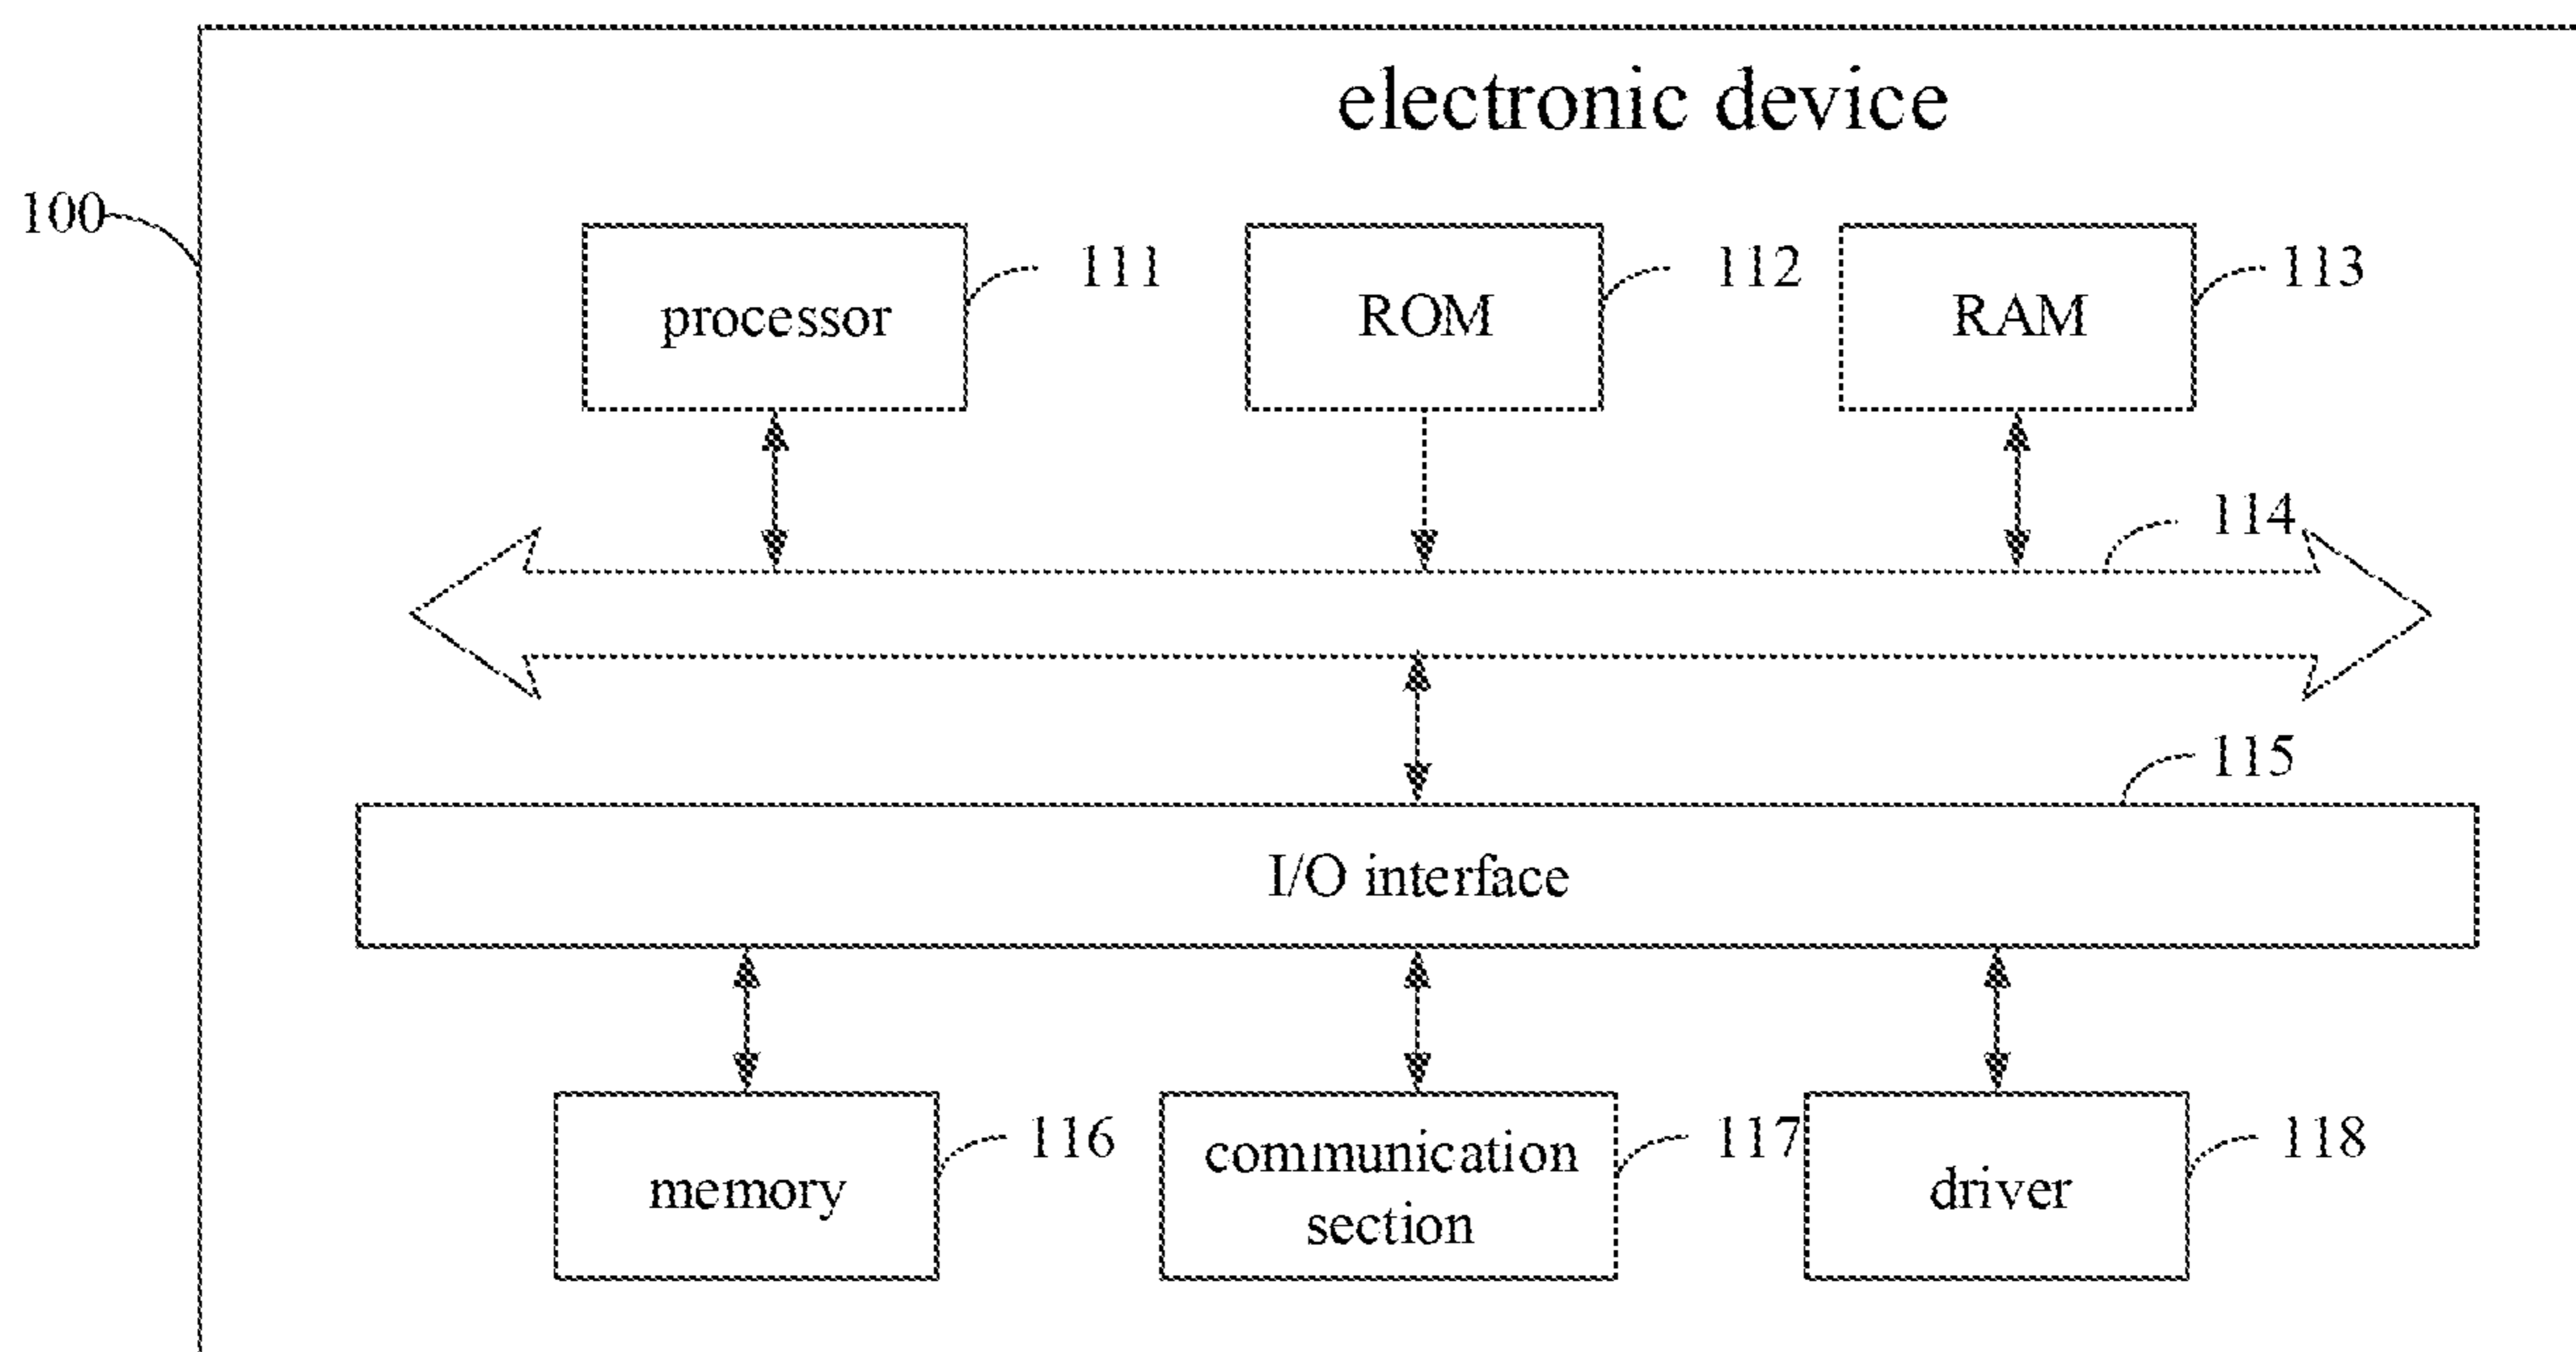 electronic device
100
processor
111
ROM
112
RAM
113
114
115
I/O interface
memory
116
communication
section
117
driver
118